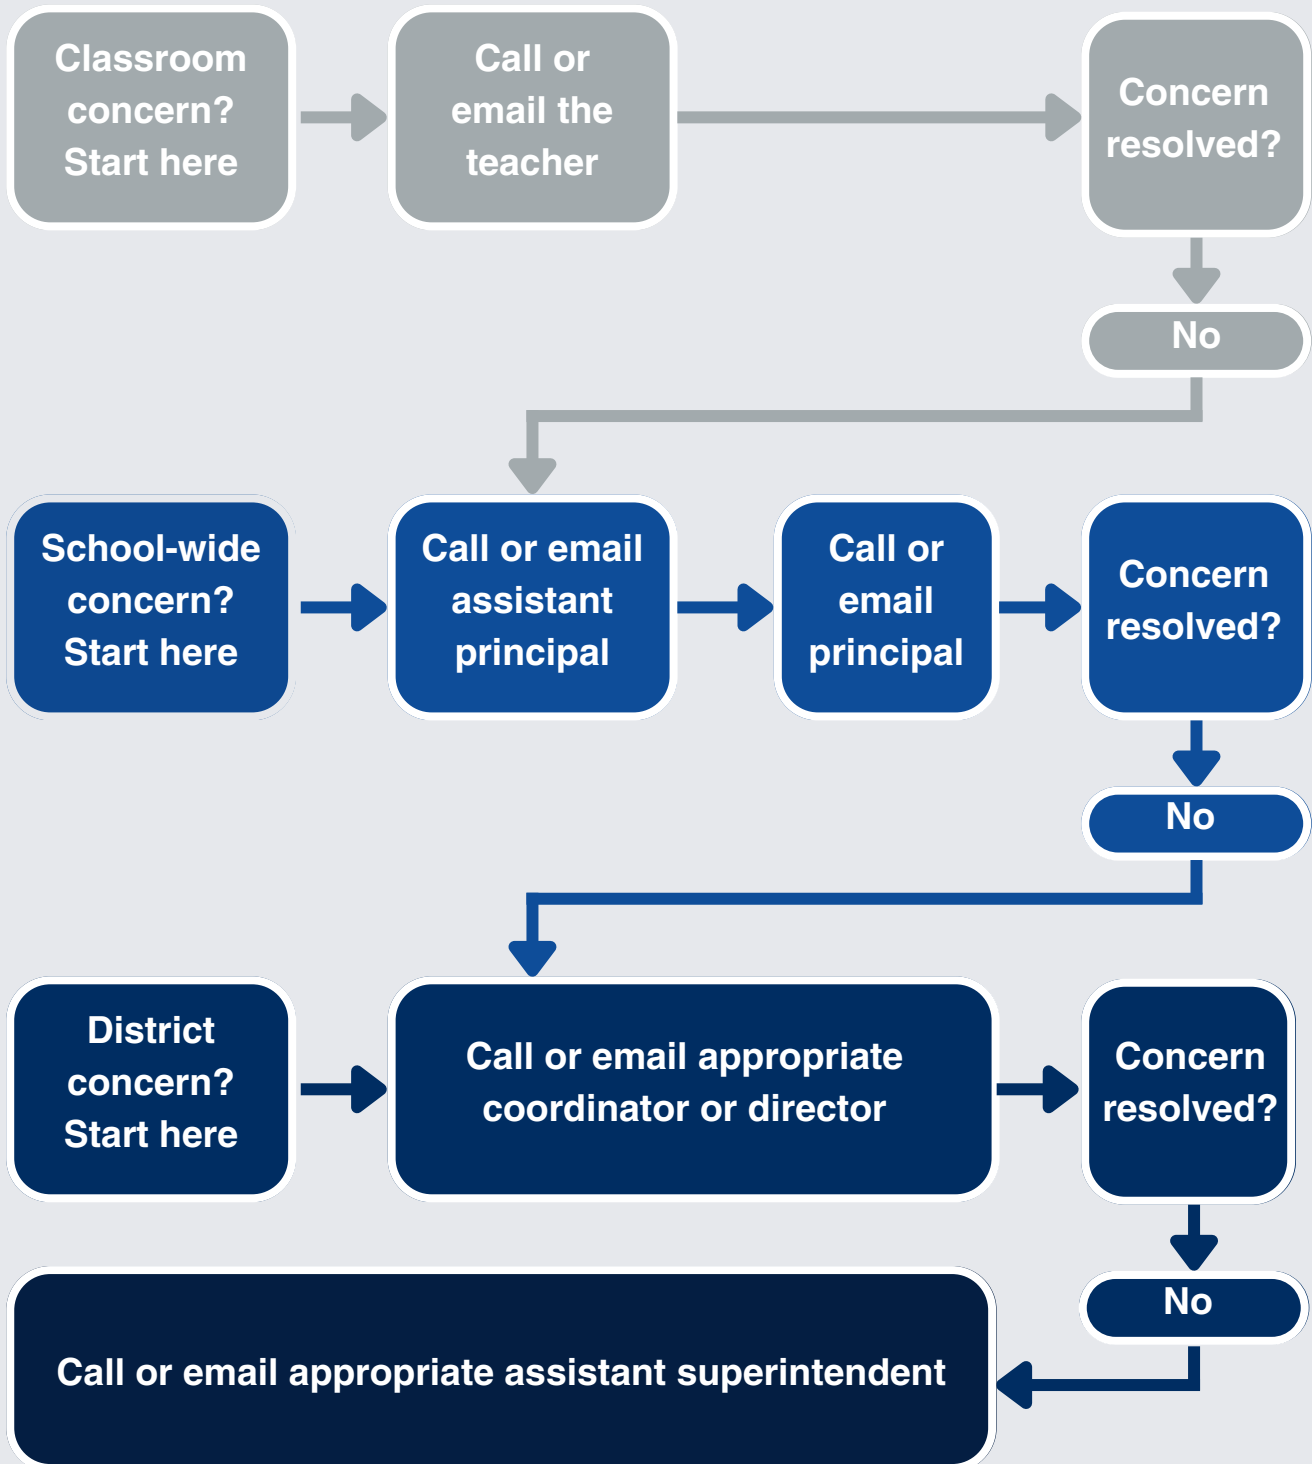 Classroom
concern?
Start here
Call or
email the
teacher
Concern
resolved?
No
School-wide
concern?
Start here
Call or email
assistant
principal
Call or
email
principal
Concern
resolved?
No
District
concern?
Start here
Call or email appropriate
coordinator or director
Concern
resolved?
No
Call or email appropriate assistant superintendent